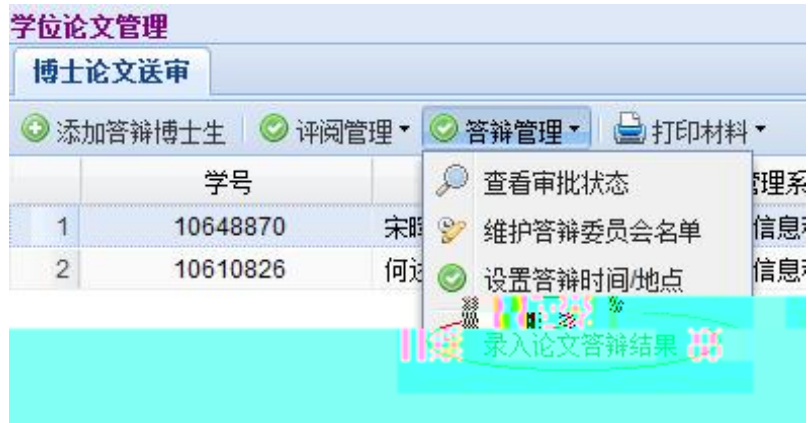 学位论文管理
博士论文送审
添加答辩博士生 评阅管理 答辩管理 打印材料
学号 查看审批状态 管理系
1 10648870 宋 维护答辩委员会名单 信息
2 10610826 何 设置答辩时间/地点 信息
录入论文答辩结果